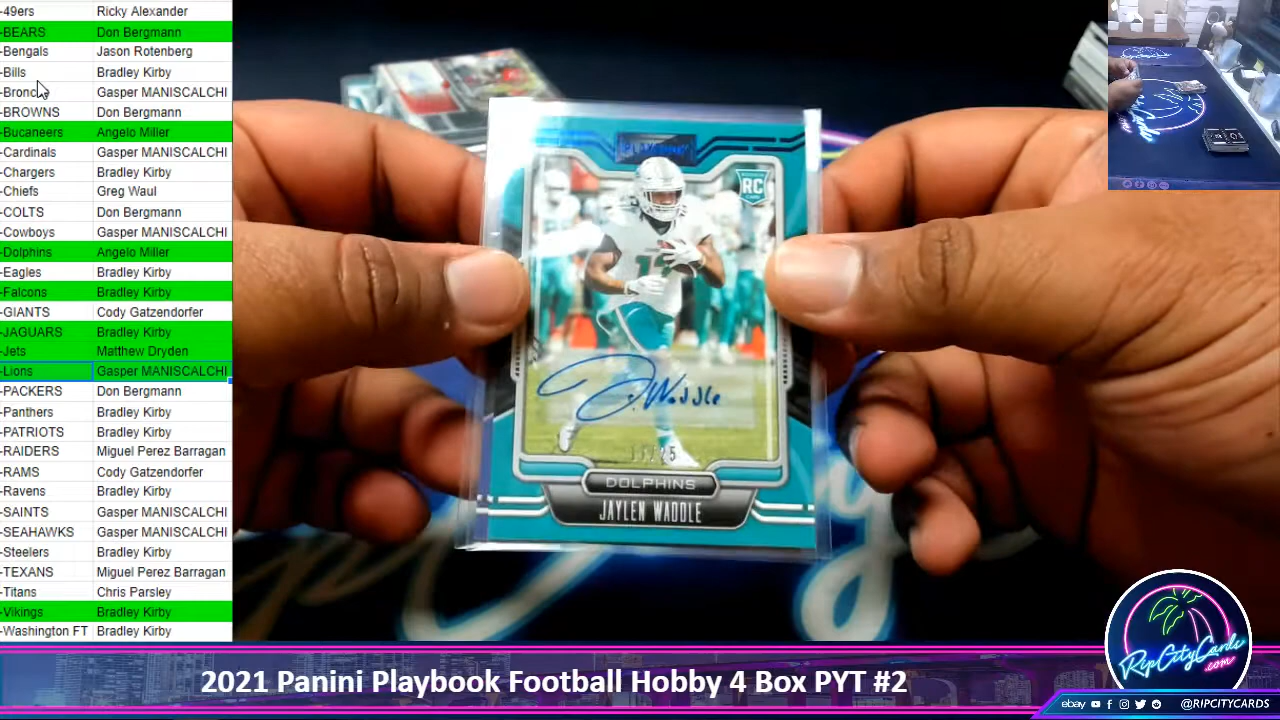 -49ers Ricky Alexander
-BEARS Don Bergmann
-Bengals Jason Rotenberg
-Bills Bradley Kirby
-Broncos Gasper MANISCALCHI
-BROWNS Don Bergmann
-Bucaneers Angelo Miller
-Cardinals Gasper MANISCALCHI
-Chargers Bradley Kirby
-Chiefs Greg Waul
-COLTS Don Bergmann
-Cowboys Gasper MANISCALCHI
-Dolphins Angelo Miller
-Eagles Bradley Kirby
-Falcons Bradley Kirby
-GIANTS Cody Gatzendorfer
-JAGUARS Bradley Kirby
-Jets Matthew Dryden
-Lions Gasper MANISCALCHI
-PACKERS Don Bergmann
-Panthers Bradley Kirby
-PATRIOTS Bradley Kirby
-RAIDERS Miguel Perez Barragan
-RAMS Cody Gatzendorfer
-Ravens Bradley Kirby
-SAINTS Gasper MANISCALCHI
-SEAHAWKS Gasper MANISCALCHI
-Steelers Bradley Kirby
-TEXANS Miguel Perez Barragan
-Titans Chris Parsley
-Vikings Bradley Kirby
-Washington FT Bradley Kirby
PLAYBOOK
RC
J. Waddle
DOLPHINS
JAYLEN WADDLE
RipCityCards
.com
2021 Panini Playbook Football Hobby 4 Box PYT #2
ebay @RIPCITYCARDS